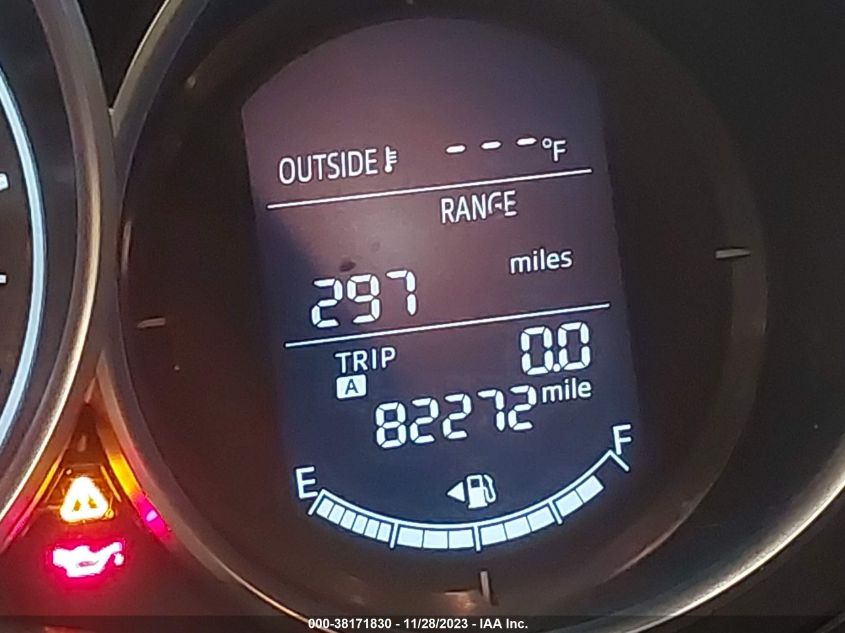 OUTSIDE - - - °F
RANGE
miles
297
TRIP 0.0
A
82272 mile
E F
000-38171830 - 11/28/2023 - IAA Inc.